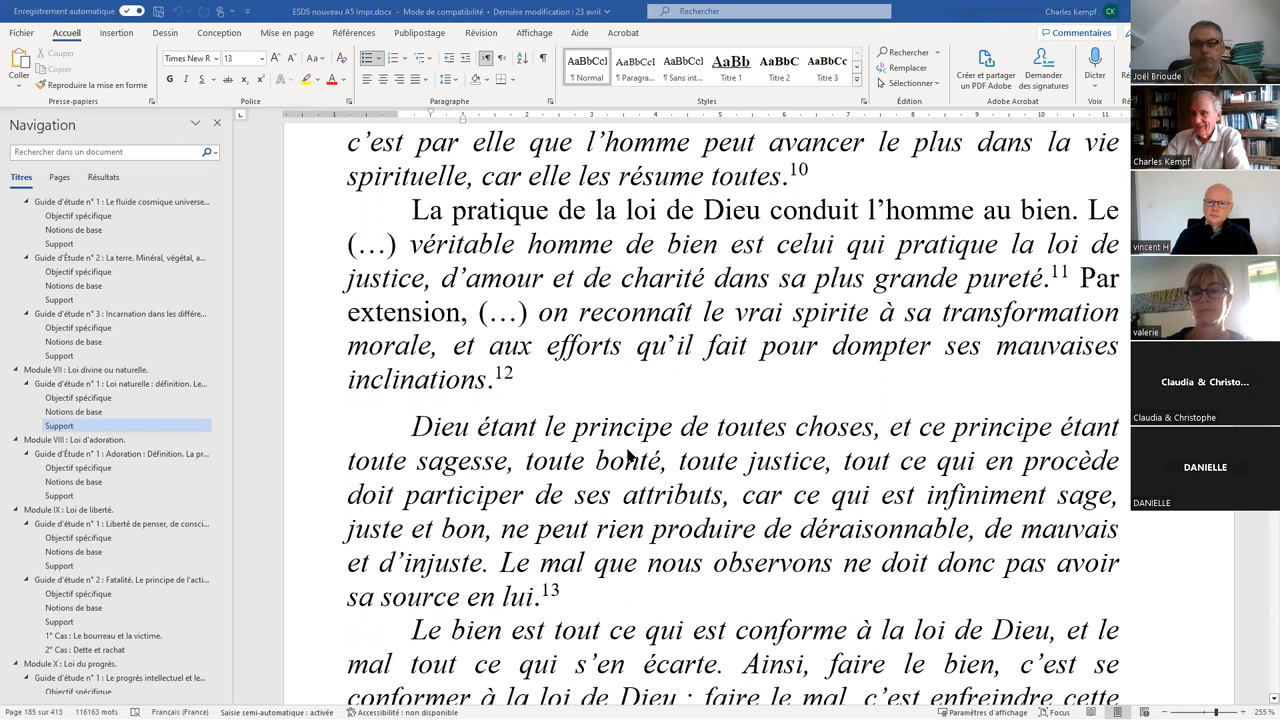 Enregistrement automatique
ESDS nouveau A5 Impr.docx - Mode de compatibilité • Dernière modification : 23 avril
Rechercher
Charles Kempf
CK
Fichier Accueil Insertion Dessin Conception Mise en page Références Publipostage Révision Affichage Aide Acrobat
Commentaires
Coller
Couper
Copier
Reproduire la mise en forme
Presse-papiers
Times New R
13
Police
Paragraphe
AaBbCcI AaBbCcI AaBbCcI AaBb AaBbC AaBbCc
¶ Normal ¶ Paragra... ¶ Sans int... Titre 1 Titre 2 Titre 3
Styles
Rechercher
Remplacer
Sélectionner
Édition
Créer et partager
un PDF Adobe
Demander
des signatures
Adobe Acrobat
Dicter
Voix
Navigation
Rechercher dans un document
Titres Pages Résultats
Guide d'étude n° 1 : Le fluide cosmique universe...
Objectif spécifique
Notions de base
Support
Guide d'Étude n° 2 : La terre. Minéral, végétal, a...
Objectif spécifique
Notions de base
Support
Guide d'étude n° 3 : Incarnation dans les différe...
Objectif spécifique
Notions de base
Support
Module VII : Loi divine ou naturelle.
Guide d'étude n° 1 : Loi naturelle : définition. Le...
Objectif spécifique
Notions de base
Support
Module VIII : Loi d'adoration.
Guide d'étude n° 1 : Adoration : Définition. La pr...
Objectif spécifique
Notions de base
Support
Module IX : Loi de liberté.
Guide d'étude n° 1 : Liberté de penser, de consci...
Objectif spécifique
Notions de base
Support
Guide d'étude n° 2 : Fatalité. Le principe de l'acti...
Objectif spécifique
Notions de base
Support
1° Cas : Le bourreau et la victime.
2° Cas : Dette et rachat
Module X : Loi du progrès.
Guide d'étude n° 1 : Le progrès intellectuel et le...
Objectif spécifique
c'est par elle que l'homme peut avancer le plus dans la vie
spirituelle, car elle les résume toutes.10
La pratique de la loi de Dieu conduit l'homme au bien. Le
(…) véritable homme de bien est celui qui pratique la loi de
justice, d'amour et de charité dans sa plus grande pureté.11 Par
extension, (…) on reconnaît le vrai spirite à sa transformation
morale, et aux efforts qu'il fait pour dompter ses mauvaises
inclinations.12
Dieu étant le principe de toutes choses, et ce principe étant
toute sagesse, toute bonté, toute justice, tout ce qui en procède
doit participer de ses attributs, car ce qui est infiniment sage,
juste et bon, ne peut rien produire de déraisonnable, de mauvais
et d'injuste. Le mal que nous observons ne doit donc pas avoir
sa source en lui.13
Le bien est tout ce qui est conforme à la loi de Dieu, et le
mal tout ce qui s'en écarte. Ainsi, faire le bien, c'est se
conformer à la loi de Dieu ; faire le mal, c'est enfreindre cette
Joël Brioude
Charles Kempf
vincent H
valerie
Claudia & Christo...
Claudia & Christophe
DANIELLE
DANIELLE
Page 185 sur 413 116163 mots Français (France) Saisie semi-automatique : activée Accessibilité : non disponible Paramètres d'affichage Focus 255 %